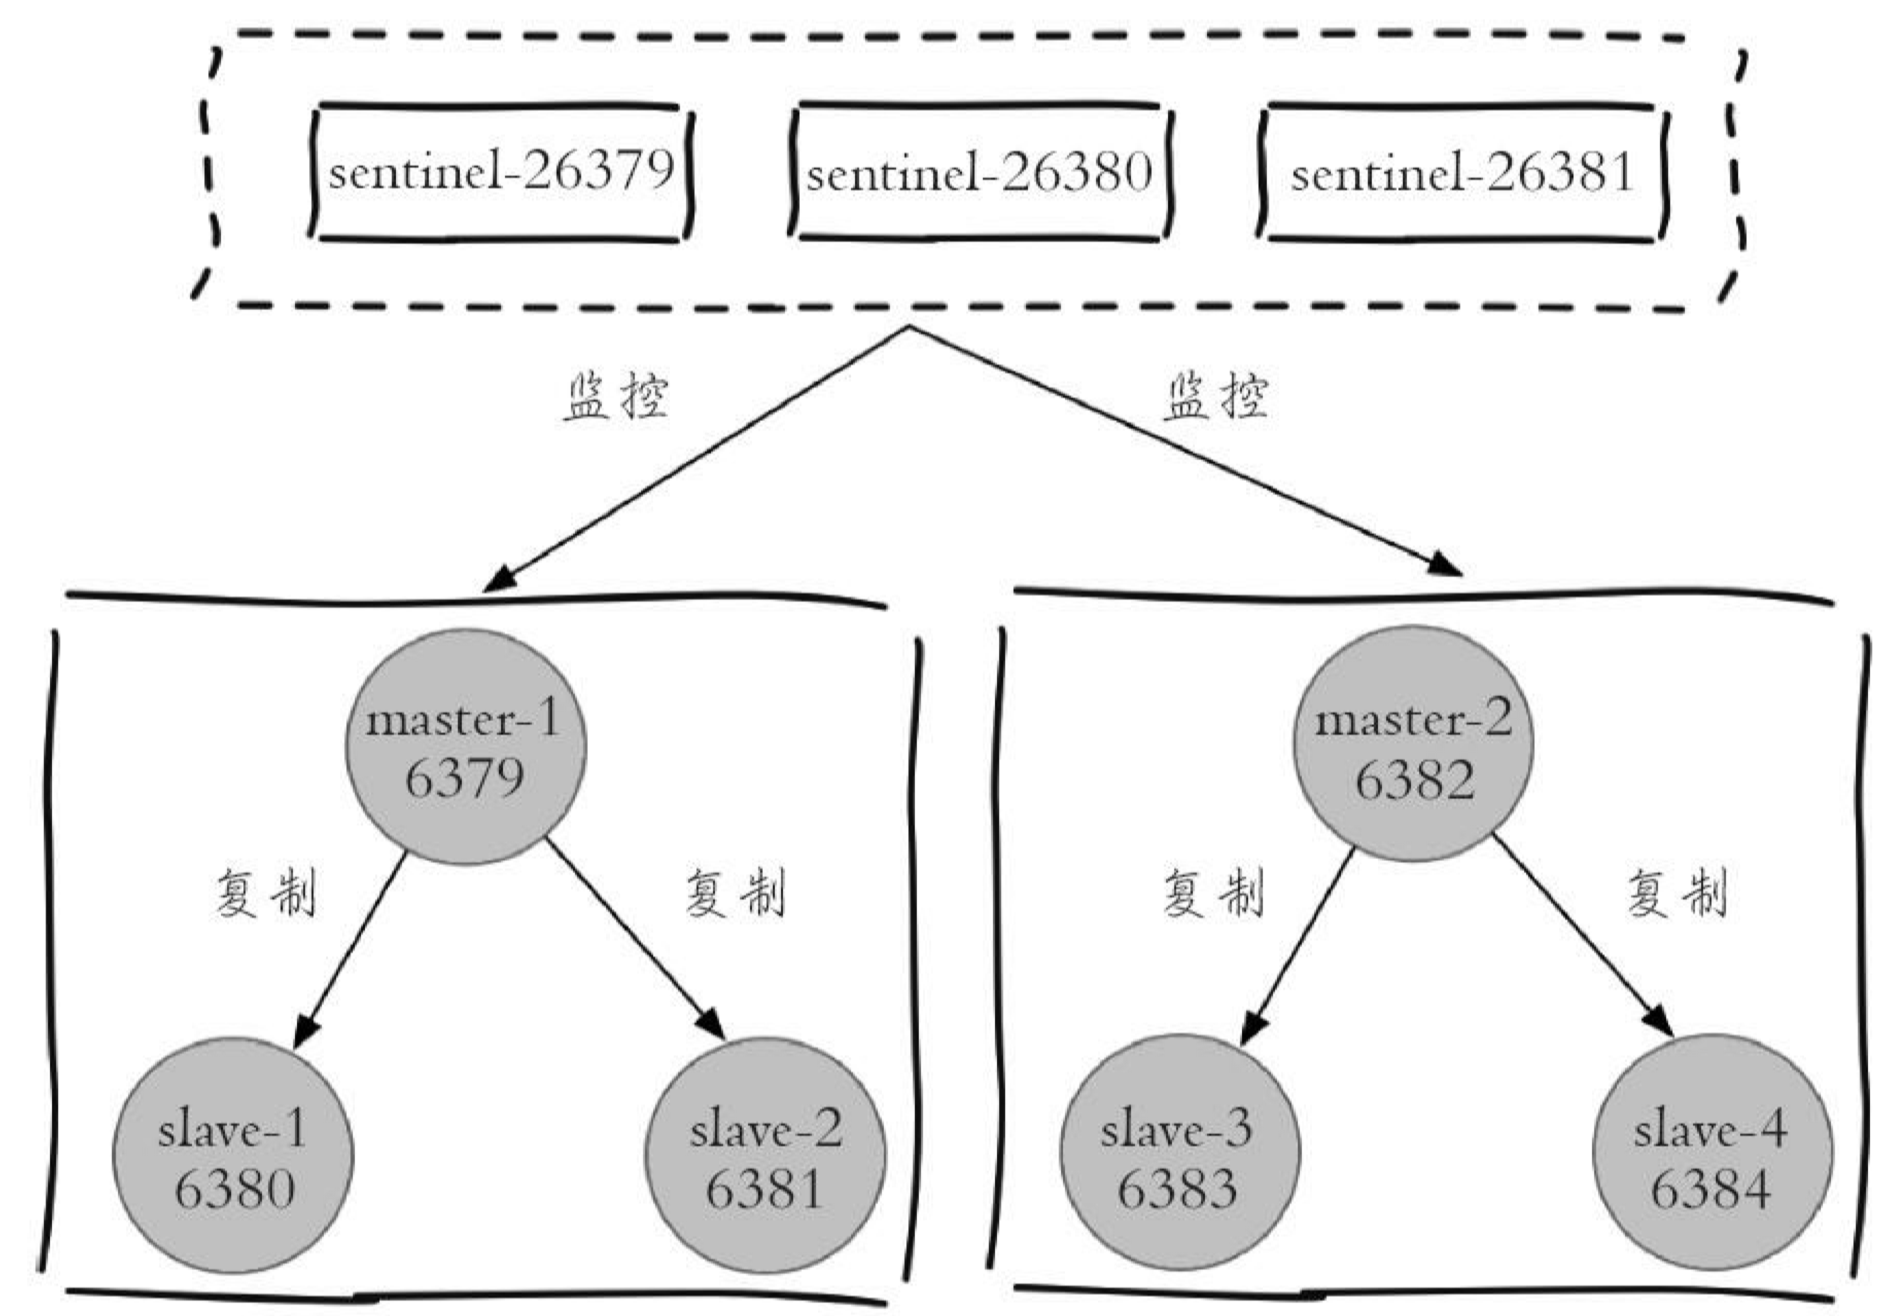 sentinel-26379
sentinel-26380
sentinel-26381
监控
监控
master-1
6379
master-2
6382
复制
复制
复制
复制
slave-1
6380
slave-2
6381
slave-3
6383
slave-4
6384